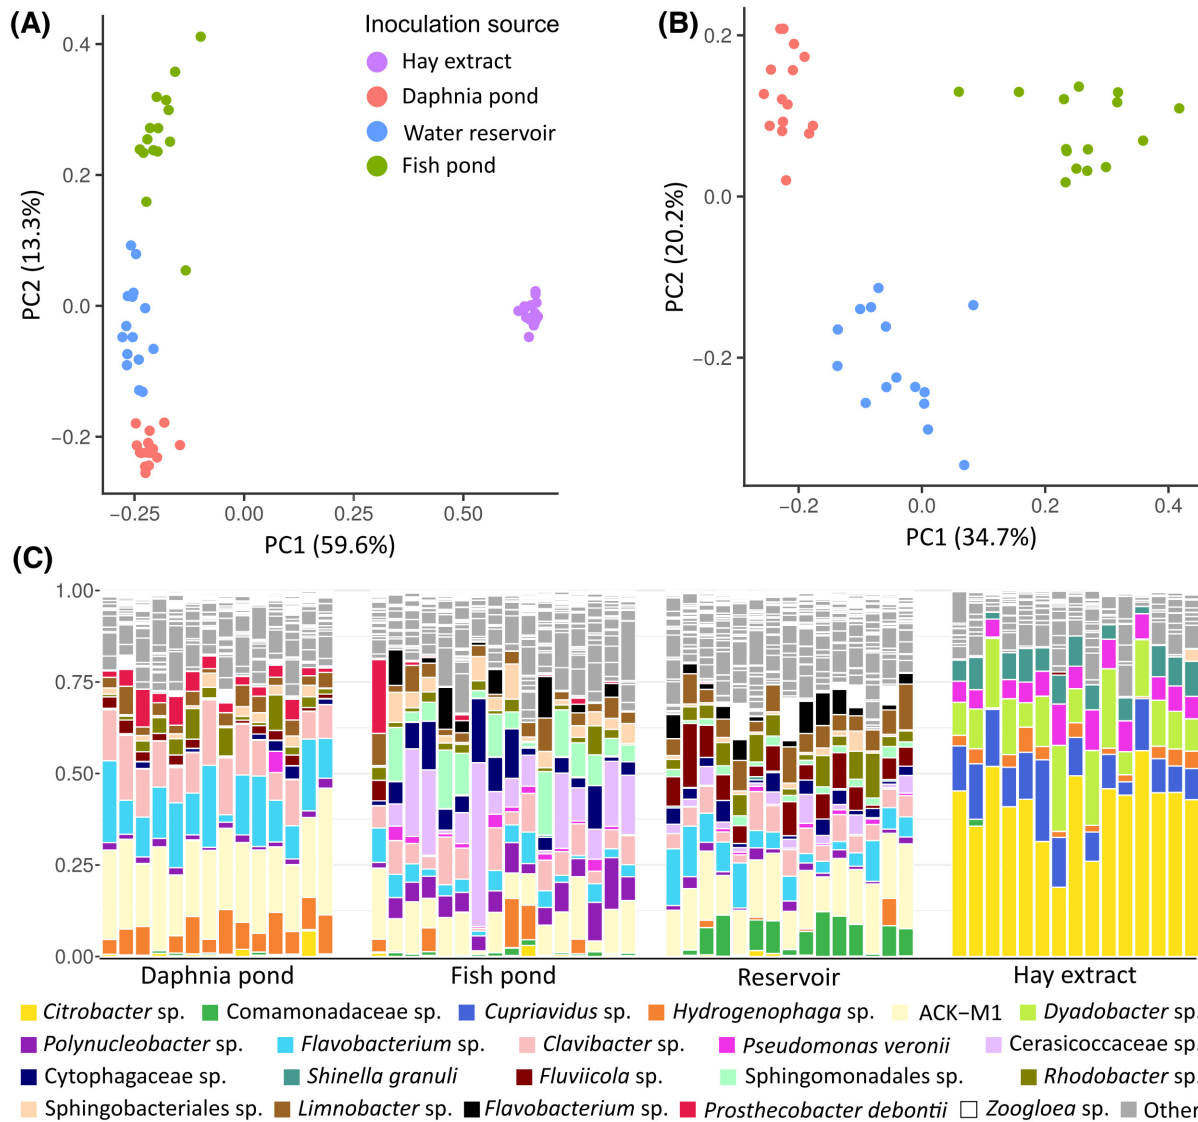 (A)
Inoculation source
Hay extract
Daphnia pond
Water reservoir
Fish pond
0.4
0.2
0.0
−0.2
PC2 (13.3%)
−0.25
0.00
0.25
0.50
PC1 (59.6%)
(B)
0.2
0.0
−0.2
PC2 (20.2%)
−0.2
0.0
0.2
0.4
PC1 (34.7%)
(C)
1.00
0.75
0.50
0.25
0.00
Daphnia pond
Fish pond
Reservoir
Hay extract
Citrobacter sp.
Comamonadaceae sp.
Cupriavidus sp.
Hydrogenophaga sp.
ACK−M1
Dyadobacter sp.
Polynucleobacter sp.
Flavobacterium sp.
Clavibacter sp.
Pseudomonas veronii
Cerasicoccaceae sp.
Cytophagaceae sp.
Shinella granuli
Fluviicola sp.
Sphingomonadales sp.
Rhodobacter sp.
Sphingobacteriales sp.
Limnobacter sp.
Flavobacterium sp.
Prosthecobacter debontii
Zoogloea sp.
Other